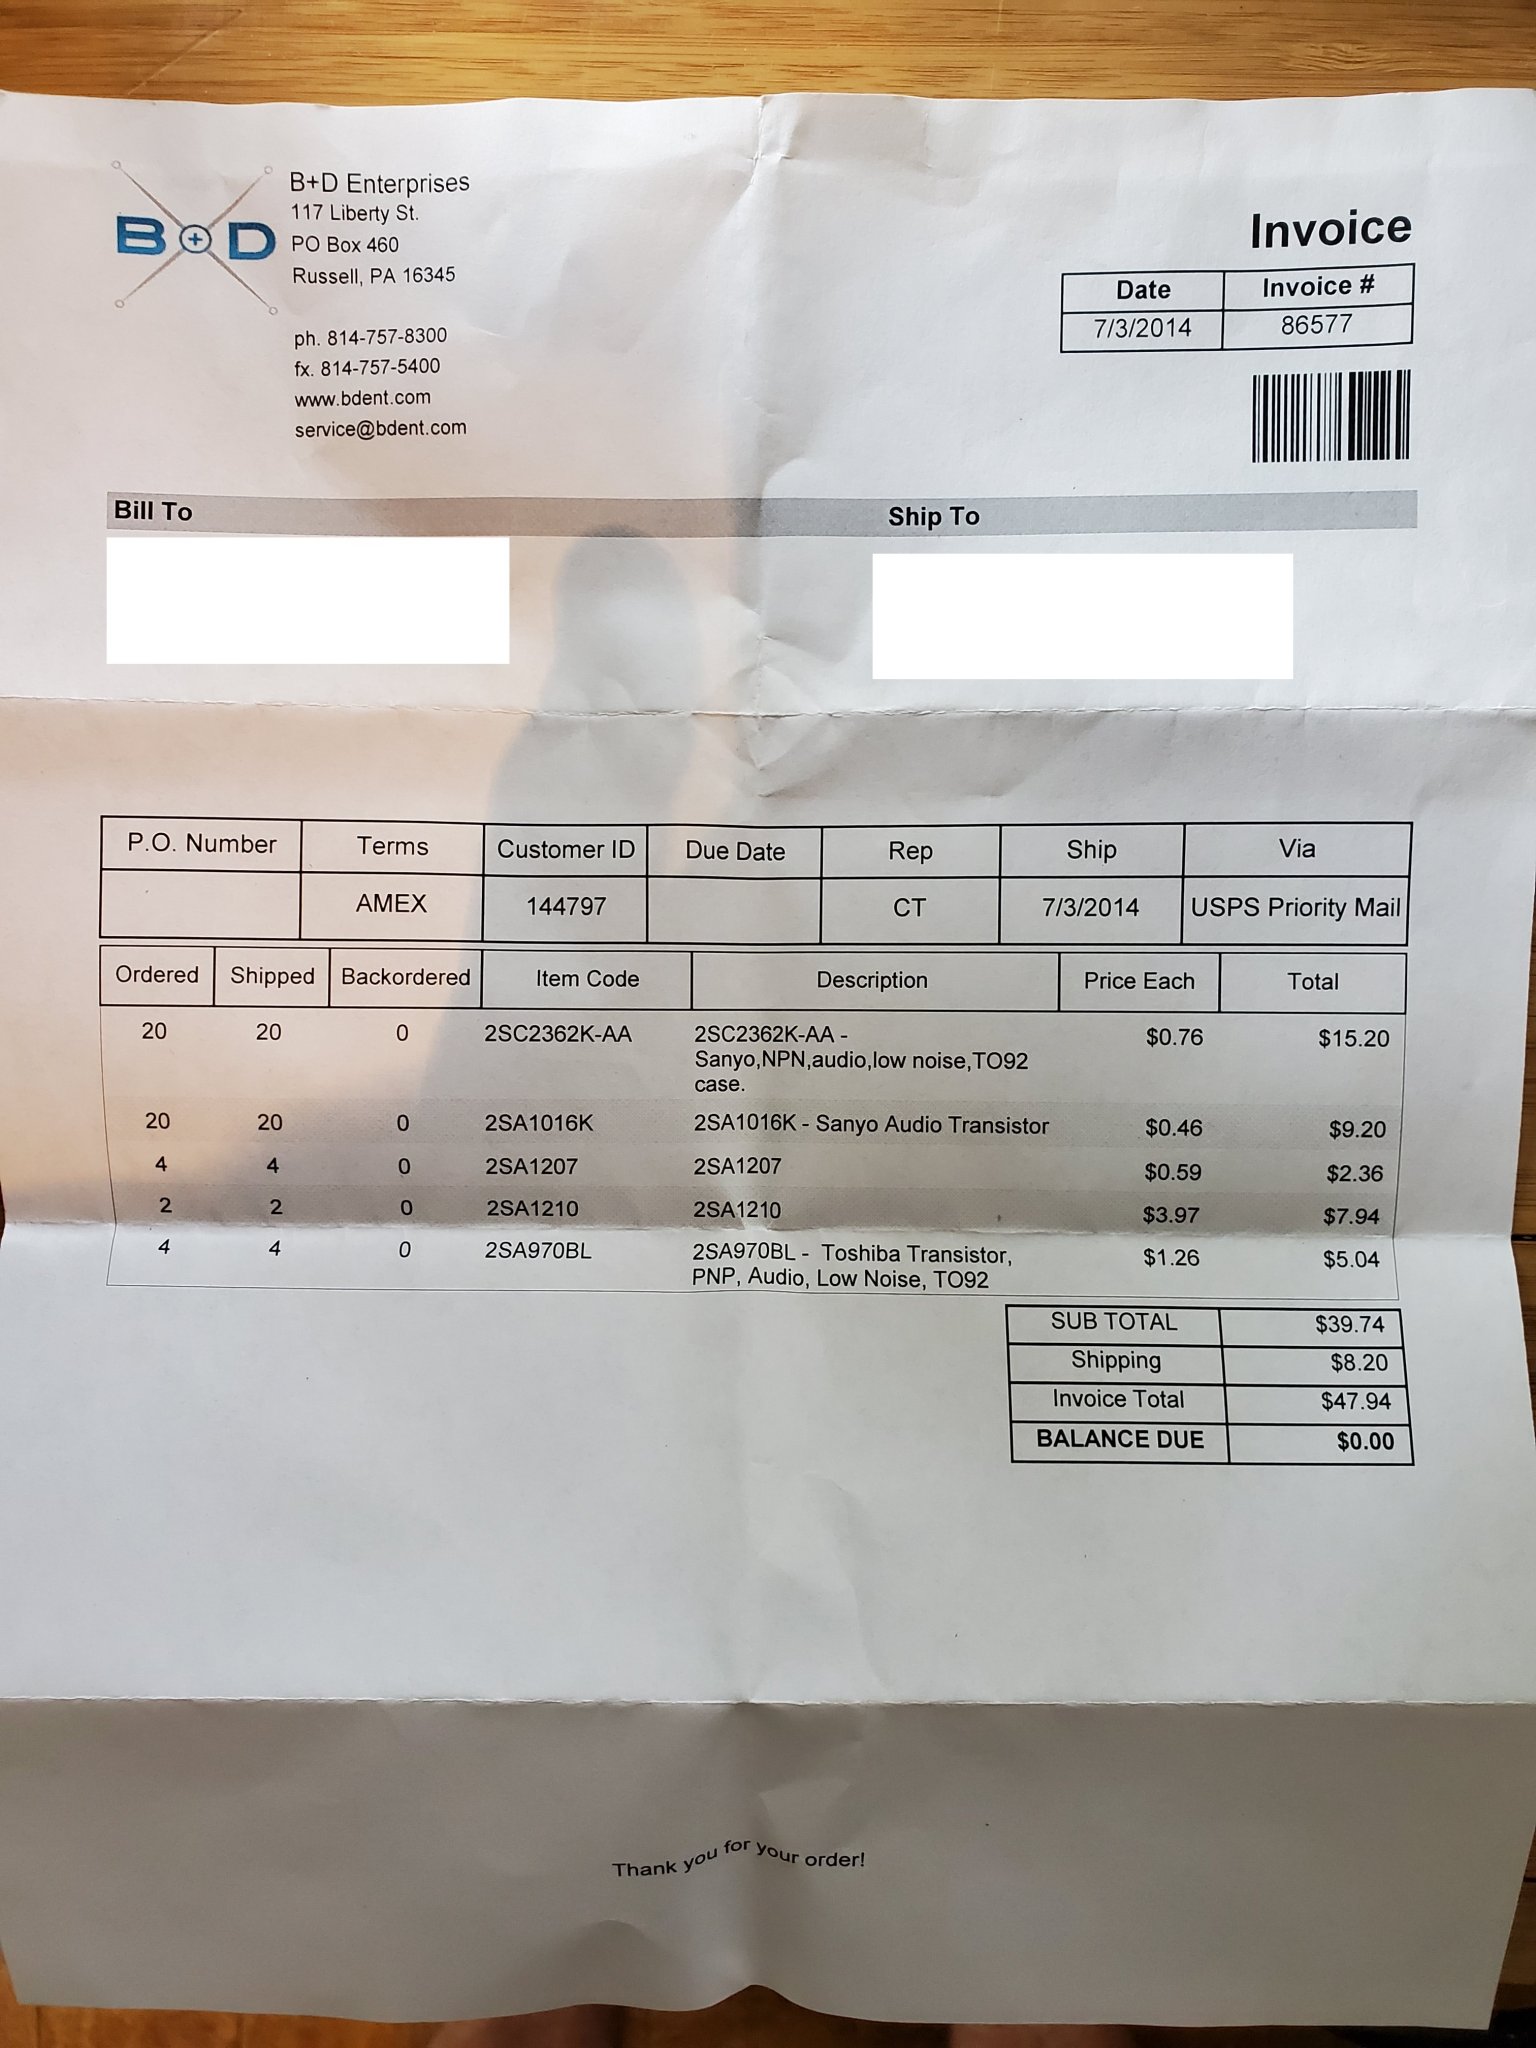 B+D
B+D Enterprises
117 Liberty St.
PO Box 460
Russell, PA 16345
ph. 814-757-8300
fx. 814-757-5400
www.bdent.com
service@bdent.com
Invoice
Date Invoice #
7/3/2014 86577
Bill To Ship To
P.O. Number Terms Customer ID Due Date Rep Ship Via
AMEX 144797 CT 7/3/2014 USPS Priority Mail
Ordered Shipped Backordered Item Code Description Price Each Total
20 20 0 2SC2362K-AA 2SC2362K-AA - $0.76 $15.20
Sanyo,NPN,audio,low noise,TO92
case.
20 20 0 2SA1016K 2SA1016K - Sanyo Audio Transistor $0.46 $9.20
4 4 0 2SA1207 2SA1207 $0.59 $2.36
2 2 0 2SA1210 2SA1210 $3.97 $7.94
4 4 0 2SA970BL 2SA970BL - Toshiba Transistor, $1.26 $5.04
PNP, Audio, Low Noise, TO92
SUB TOTAL $39.74
Shipping $8.20
Invoice Total $47.94
BALANCE DUE $0.00
Thank you for your order!